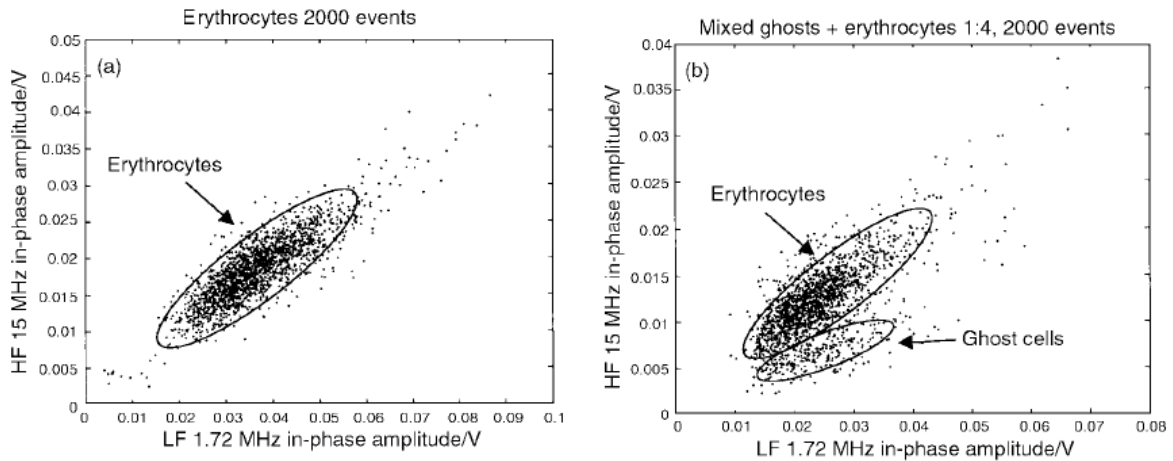 Erythrocytes 2000 events
(a)
Erythrocytes
HF 15 MHz in-phase amplitude/V
0.05
0.045
0.04
0.035
0.03
0.025
0.02
0.015
0.01
0.005
0
0 0.01 0.02 0.03 0.04 0.05 0.06 0.07 0.08 0.09 0.1
LF 1.72 MHz in-phase amplitude/V
Mixed ghosts + erythrocytes 1:4, 2000 events
(b)
Erythrocytes
Ghost cells
HF 15 MHz in-phase amplitude/V
0.04
0.035
0.03
0.025
0.02
0.015
0.01
0.005
0
0 0.01 0.02 0.03 0.04 0.05 0.06 0.07 0.08
LF 1.72 MHz in-phase amplitude/V